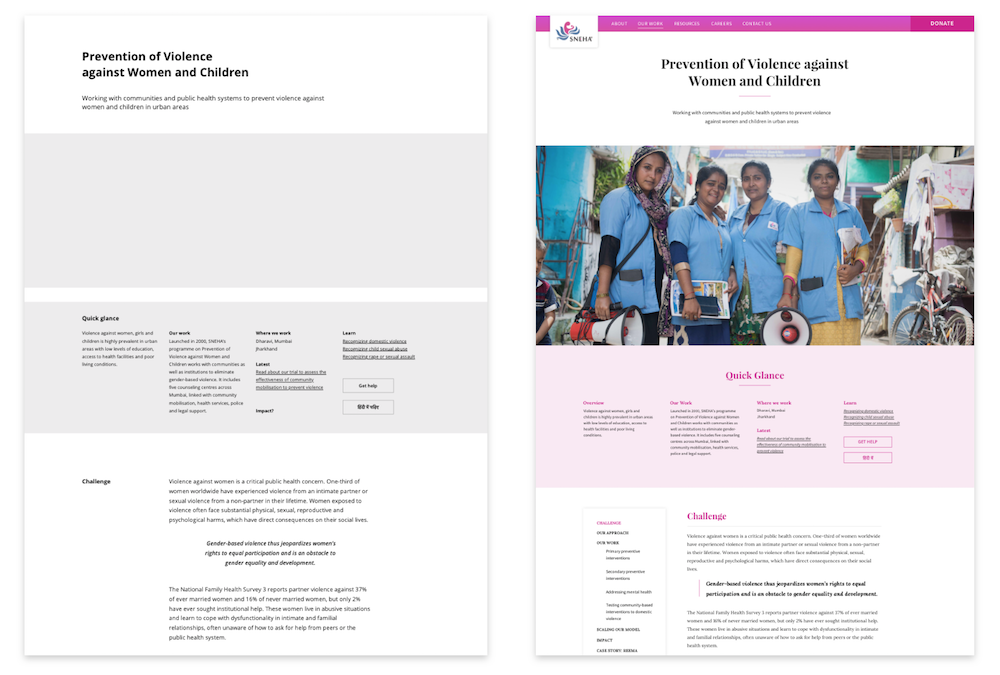 Prevention of Violence
against Women and Children
Working with communities and public health systems to prevent violence against
women and children in urban areas
Quick glance
Violence against women, girls and
children is highly prevalent in urban
areas with low levels of education,
access to health facilities and poor
living conditions.
Our work
Launched in 2000, SNEHA's
programme on Prevention of
Violence against Women and
Children works with communities as
well as institutions to eliminate
gender-based violence. It includes
five counseling centres across
Mumbai, linked with community
mobilisation, health services, police
and legal support.
Where we work
Dharavi, Mumbai
Jharkhand
Latest
Read about our trial to assess the
effectiveness of community
mobilisation to prevent violence
Impact?
Learn
Recognizing domestic violence
Recognizing child sexual abuse
Recognizing rape or sexual assault
Get help
हिंदी में पढ़िए
Challenge
Violence against women is a critical public health concern. One-third of
women worldwide have experienced violence from an intimate partner or
sexual violence from a non-partner in their lifetime. Women exposed to
violence often face substantial physical, sexual, reproductive and
psychological harms, which have direct consequences on their social lives.
Gender-based violence thus jeopardizes women's
rights to equal participation and is an obstacle to
gender equality and development.
The National Family Health Survey 3 reports partner violence against 37%
of ever married women and 16% of never married women, but only 2%
have ever sought institutional help. These women live in abusive situations
and learn to cope with dysfunctionality in intimate and familial
relationships, often unaware of how to ask for help from peers or the
public health system.
SNEHA
ABOUT
OUR WORK
RESOURCES
CAREERS
CONTACT US
DONATE
Prevention of Violence against
Women and Children
Working with communities and public health systems to prevent violence
against women and children in urban areas
Quick Glance
Overview
Violence against women, girls and
children is highly prevalent in urban areas
with low levels of education, access to
health facilities and poor living
conditions.
Our Work
Launched in 2000, SNEHA's programme
on Prevention of Violence against Women
and Children works with communities as
well as institutions to eliminate gender-
based violence. It includes five counseling
centres across Mumbai, linked with
community mobilisation, health services,
police and legal support.
Where we work
Dharavi, Mumbai
Jharkhand
Latest
Read about our trial to assess the
effectiveness of community mobilisation to
prevent violence
Learn
Recognizing domestic violence
Recognizing child sexual abuse
Recognizing rape or sexual assault
GET HELP
हिंदी में
CHALLENGE
OUR APPROACH
OUR WORK
Primary preventive
interventions
Secondary preventive
interventions
Addressing mental health
Testing community-based
interventions in domestic
violence
SCALING OUR MODEL
IMPACT
CASE STUDY: REEMA
Challenge
Violence against women is a critical public health concern. One-third of women worldwide
have experienced violence from an intimate partner or sexual violence from a non-partner
in their lifetime. Women exposed to violence often face substantial physical, sexual,
reproductive and psychological harms, which have direct consequences on their social
lives.
Gender-based violence thus jeopardizes women's rights to equal
participation and is an obstacle to gender equality and development.
The National Family Health Survey 3 reports partner violence against 37% of ever married
women and 16% of never married women, but only 2% have ever sought institutional help.
These women live in abusive situations and learn to cope with dysfunctionality in intimate
and familial relationships, often unaware of how to ask for help from peers or the public
health system.